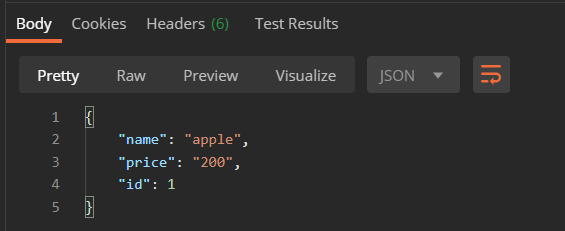 Body Cookies Headers (6) Test Results
Pretty Raw Preview Visualize JSON
1 {
2 "name": "apple",
3 "price": "200",
4 "id": 1
5 }